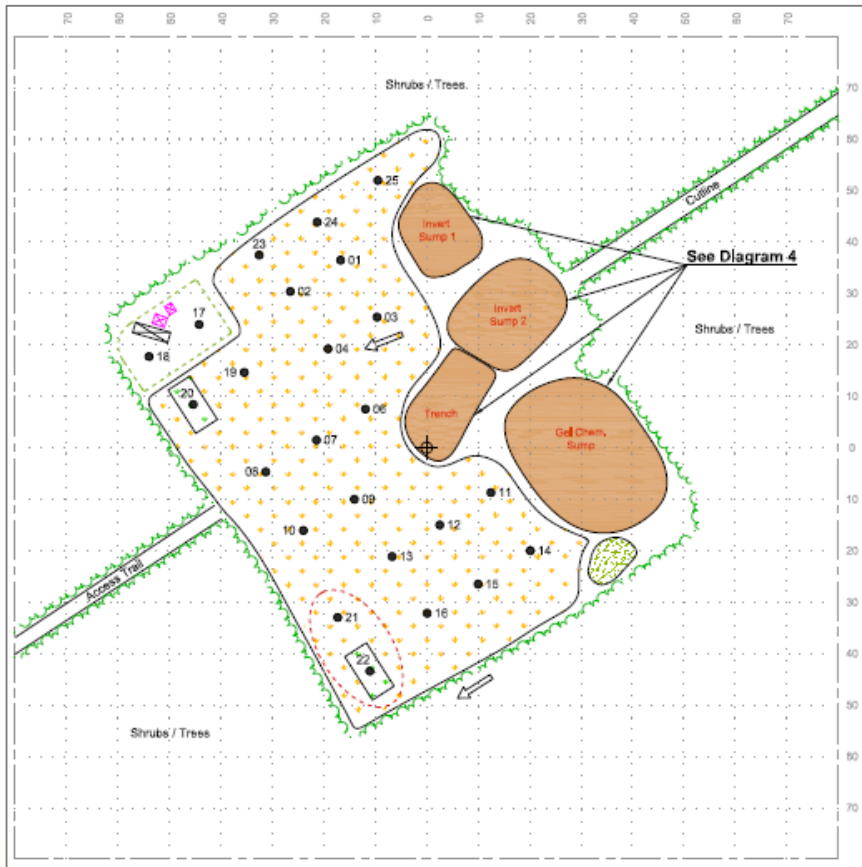 70 60 50 40 30 20 10 0 10 20 30 40 50 60 70
Shrubs / Trees
70
60
Cutline
50
25
24
Invert
Sump 1
40
23
01
See Diagram 4
02
30
17
03
Invert
Sump 2
Shrubs / Trees
18
04
20
19
20
10
06
Trench
Gel Chem.
Sump
07
0
08
11
09
10
10
12
13
14
20
Access Trail
15
21
16
30
22
40
50
Shrubs / Trees
60
70